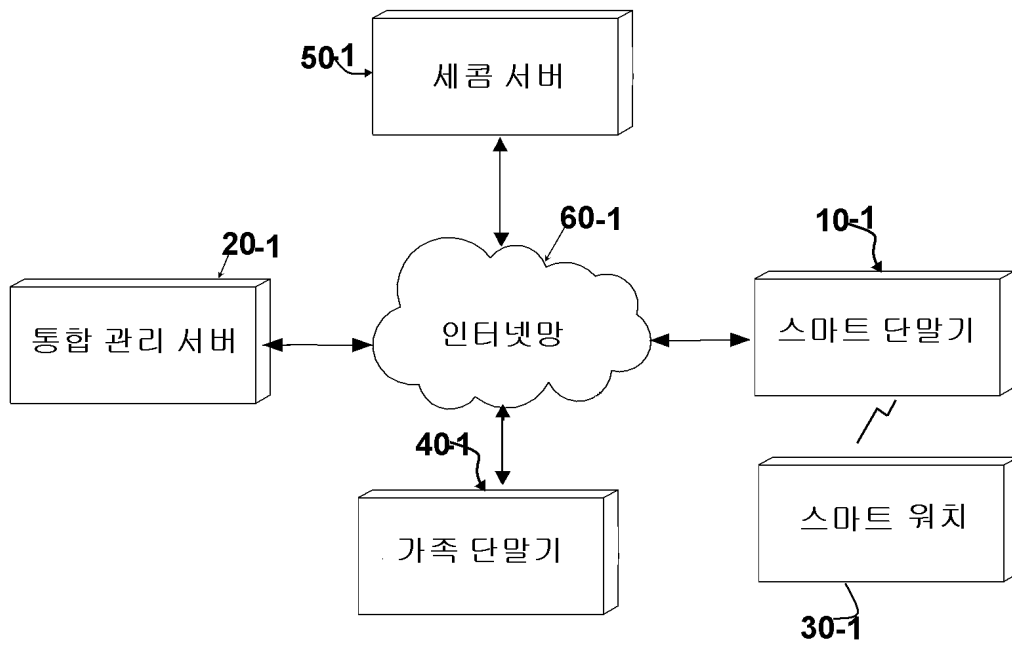 50-1
세콤 서버
60-1
10-1
20-1
통합 관리 서버
인터넷망
스마트 단말기
40-1
가족 단말기
스마트 워치
30-1